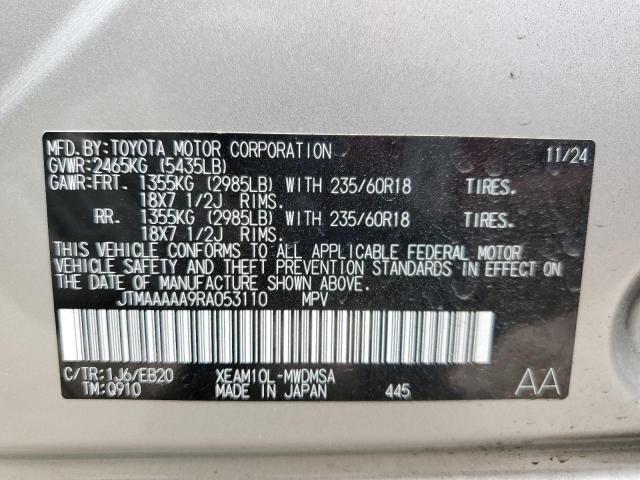 MFD.BY:TOYOTA MOTOR CORPORATION 11/24
GVWR:2465KG (5435LB)
GAWR:FRT. 1355KG (2985LB) WITH 235/60R18 TIRES.
18X7 1/2J RIMS.
RR. 1355KG (2985LB) WITH 235/60R18 TIRES.
18X7 1/2J RIMS.
THIS VEHICLE CONFORMS TO ALL APPLICABLE FEDERAL MOTOR
VEHICLE SAFETY AND THEFT PREVENTION STANDARDS IN EFFECT ON
THE DATE OF MANUFACTURE SHOWN ABOVE.
JTMAAAAA9RA053110 MPV
C/TR:1J6/EB20 XEAM10L-MWDMSA
TM:Q910 MADE IN JAPAN 445 AA